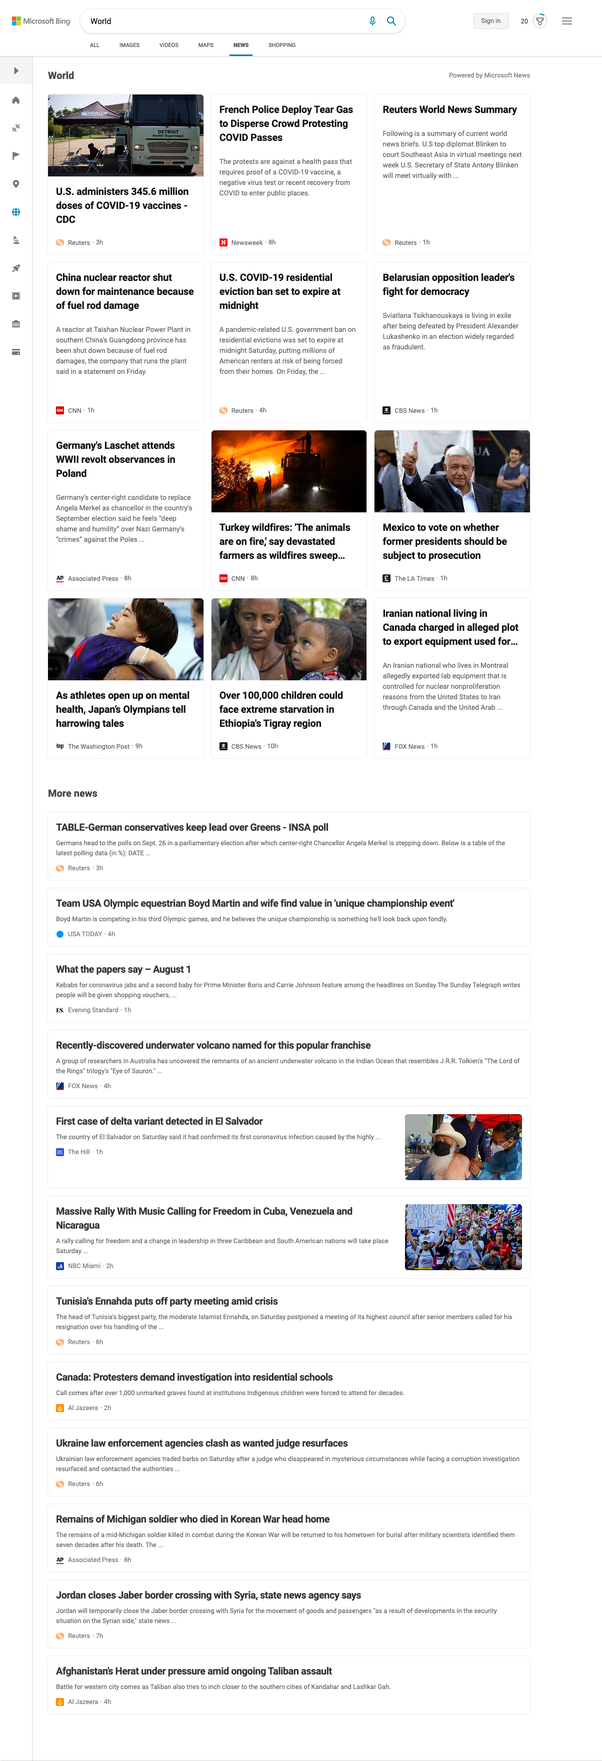 Microsoft Bing
World
Sign in
20
ALL IMAGES VIDEOS MAPS NEWS SHOPPING
World
Powered by Microsoft News
DETROIT
U.S. administers 345.6 million
doses of COVID-19 vaccines -
CDC
Reuters · 3h
French Police Deploy Tear Gas
to Disperse Crowd Protesting
COVID Passes
The protests are against a health pass that
requires proof of a COVID-19 vaccine, a
negative virus test or recent recovery from
COVID to enter public places.
Newsweek · 8h
Reuters World News Summary
Following is a summary of current world
news briefs. U.S top diplomat Blinken to
court Southeast Asia in virtual meetings next
week U.S. Secretary of State Antony Blinken
will meet virtually with ...
Reuters · 1h
China nuclear reactor shut
down for maintenance because
of fuel rod damage
A reactor at Taishan Nuclear Power Plant in
southern China's Guangdong province has
been shut down because of fuel rod
damages, the company that runs the plant
said in a statement on Friday.
CNN · 1h
U.S. COVID-19 residential
eviction ban set to expire at
midnight
A pandemic-related U.S. government ban on
residential evictions was set to expire at
midnight Saturday, putting millions of
American renters at risk of being forced
from their homes. On Friday, the ...
Reuters · 4h
Belarusian opposition leader's
fight for democracy
Sviatlana Tsikhanouskaya is living in exile
after being defeated by President Alexander
Lukashenko in an election widely regarded
as fraudulent.
CBS News · 1h
Germany's Laschet attends
WWII revolt observances in
Poland
Germany's center-right candidate to replace
Angela Merkel as chancellor in the country's
September election said he feels "deep
shame and humility" over Nazi Germany's
"crimes" against the Poles ...
AP Associated Press · 8h
Turkey wildfires: 'The animals
are on fire,' say devastated
farmers as wildfires sweep...
CNN · 8h
UA
Mexico to vote on whether
former presidents should be
subject to prosecution
The LA Times · 1h
As athletes open up on mental
health, Japan's Olympians tell
harrowing tales
wp The Washington Post · 9h
Over 100,000 children could
face extreme starvation in
Ethiopia's Tigray region
CBS News · 10h
Iranian national living in
Canada charged in alleged plot
to export equipment used for...
An Iranian national who lives in Montreal
allegedly exported lab equipment that is
controlled for nuclear nonproliferation
reasons from the United States to Iran
through Canada and the United Arab ...
FOX News · 1h
More news
TABLE-German conservatives keep lead over Greens - INSA poll
Germans head to the polls on Sept. 26 in a parliamentary election after which center-right Chancellor Angela Merkel is stepping down. Below is a table of the
latest polling data (in %): DATE ...
Reuters · 3h
Team USA Olympic equestrian Boyd Martin and wife find value in 'unique championship event'
Boyd Martin is competing in his third Olympic games, and he believes the unique championship is something he'll look back upon fondly.
USA TODAY · 4h
What the papers say – August 1
Kebabs for coronavirus jabs and a second baby for Prime Minister Boris and Carrie Johnson feature among the headlines on Sunday.The Sunday Telegraph writes
people will be given shopping vouchers, ...
ES. Evening Standard · 1h
Recently-discovered underwater volcano named for this popular franchise
A group of researchers in Australia has uncovered the remnants of an ancient underwater volcano in the Indian Ocean that resembles J.R.R. Tolkien's "The Lord of
the Rings" trilogy's "Eye of Sauron." ...
FOX News · 4h
First case of delta variant detected in El Salvador
The country of El Salvador on Saturday said it had confirmed its first coronavirus infection caused by the highly ...
The Hill · 1h
Massive Rally With Music Calling for Freedom in Cuba, Venezuela and
Nicaragua
A rally calling for freedom and a change in leadership in three Caribbean and South American nations will take place
Saturday ...
NBC Miami · 2h
Tunisia's Ennahda puts off party meeting amid crisis
The head of Tunisia's biggest party, the moderate Islamist Ennahda, on Saturday postponed a meeting of its highest council after senior members called for his
resignation over his handling of the ...
Reuters · 6h
Canada: Protesters demand investigation into residential schools
Call comes after over 1,000 unmarked graves found at institutions Indigenous children were forced to attend for decades.
Al Jazeera · 2h
Ukraine law enforcement agencies clash as wanted judge resurfaces
Ukrainian law enforcement agencies traded barbs on Saturday after a judge who disappeared in mysterious circumstances while facing a corruption investigation
resurfaced and contacted the authorities ...
Reuters · 6h
Remains of Michigan soldier who died in Korean War head home
The remains of a mid-Michigan soldier killed in combat during the Korean War will be returned to his hometown for burial after military scientists identified them
seven decades after his death. The ...
AP Associated Press · 8h
Jordan closes Jaber border crossing with Syria, state news agency says
Jordan will temporarily close the Jaber border crossing with Syria for the movement of goods and passengers "as a result of developments in the security
situation on the Syrian side," state news ...
Reuters · 7h
Afghanistan's Herat under pressure amid ongoing Taliban assault
Battle for western city comes as Taliban also tries to inch closer to the southern cities of Kandahar and Lashkar Gah.
Al Jazeera · 4h